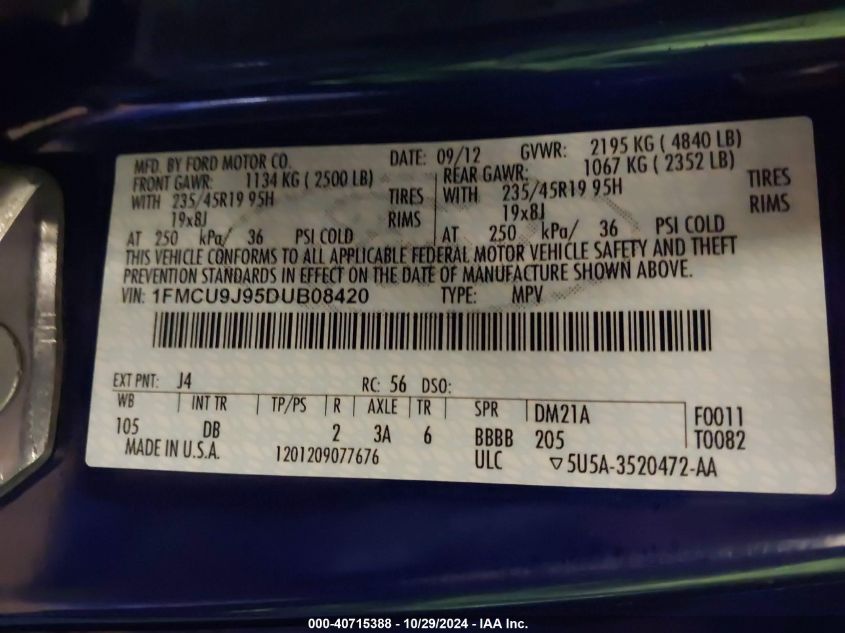 MFD. BY FORD MOTOR CO. DATE: 09/12 GVWR: 2195 KG ( 4840 LB)
FRONT GAWR: 1134 KG ( 2500 LB) REAR GAWR: 1067 KG ( 2352 LB)
WITH 235/45R19 95H TIRES WITH 235/45R19 95H TIRES
19x8J RIMS 19x8J RIMS
AT 250 kPa/ 36 PSI COLD AT 250 kPa/ 36 PSI COLD
THIS VEHICLE CONFORMS TO ALL APPLICABLE FEDERAL MOTOR VEHICLE SAFETY AND THEFT
PREVENTION STANDARDS IN EFFECT ON THE DATE OF MANUFACTURE SHOWN ABOVE.
VIN: 1FMCU9J95DUB08420 TYPE: MPV
EXT PNT: J4 RC: 56 DSO:
WB INT TR TP/PS R AXLE TR SPR DM21A F0011
105 DB 2 3A 6 BBBB 205 T0082
MADE IN U.S.A. 1201209077676 ULC ▽5U5A-3520472-AA
000-40715388 - 10/29/2024 - IAA Inc.